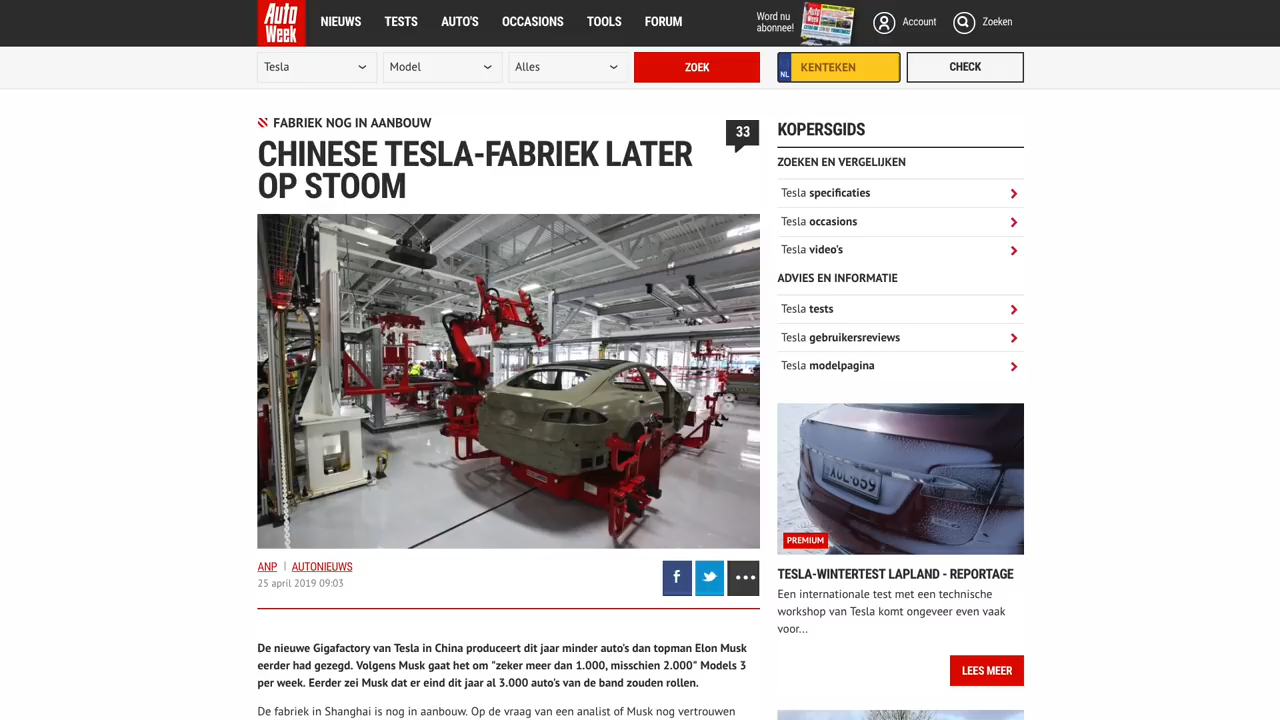 Auto Week
NIEUWS TESTS AUTO'S OCCASIONS TOOLS FORUM
Word nu abonnee!
Account
Zoeken
Tesla Model Alles ZOEK
NL KENTEKEN CHECK
FABRIEK NOG IN AANBOUW
33
CHINESE TESLA-FABRIEK LATER
OP STOOM
ANP | AUTONIEUWS
25 april 2019 09:03
De nieuwe Gigafactory van Tesla in China produceert dit jaar minder auto's dan topman Elon Musk
eerder had gezegd. Volgens Musk gaat het om "zeker meer dan 1.000, misschien 2.000" Models 3
per week. Eerder zei Musk dat er eind dit jaar al 3.000 auto's van de band zouden rollen.
De fabriek in Shanghai is nog in aanbouw. Op de vraag van een analist of Musk nog vertrouwen
KOPERSGIDS
ZOEKEN EN VERGELIJKEN
Tesla specificaties
Tesla occasions
Tesla video's
ADVIES EN INFORMATIE
Tesla tests
Tesla gebruikersreviews
Tesla modelpagina
PREMIUM
TESLA-WINTERTEST LAPLAND - REPORTAGE
Een internationale test met een technische
workshop van Tesla komt ongeveer even vaak
voor...
LEES MEER